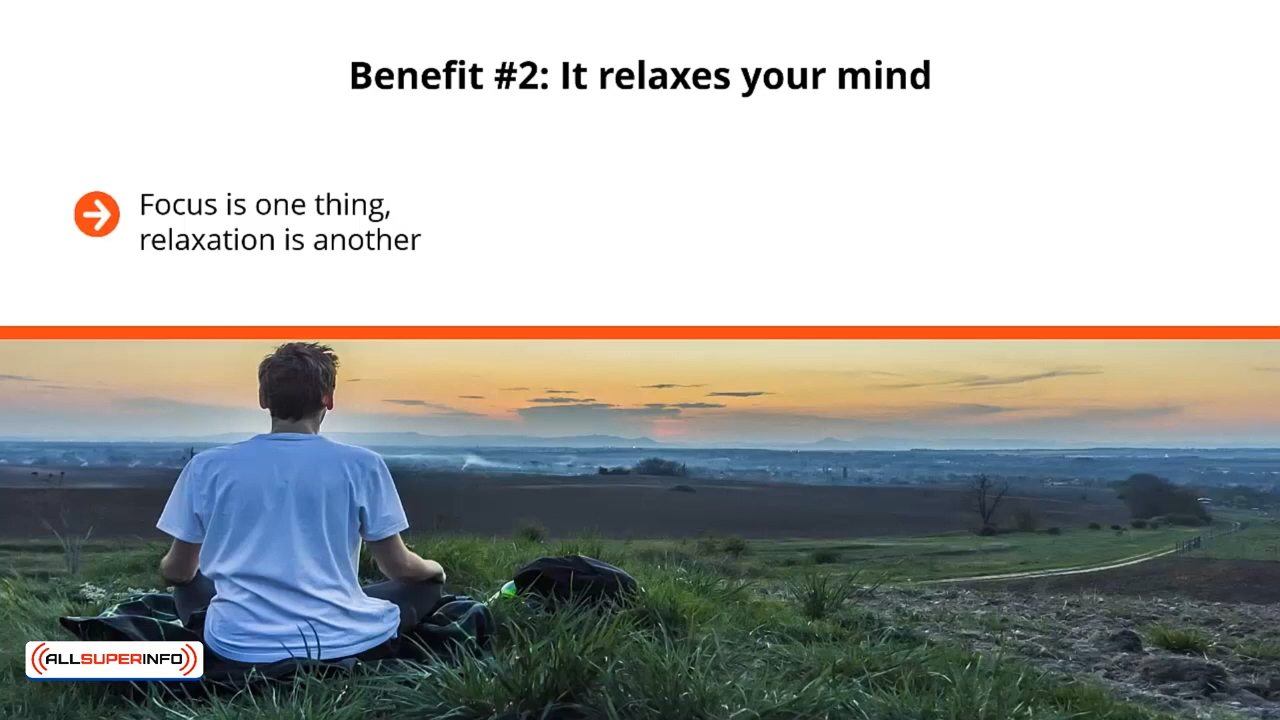 Benefit #2: It relaxes your mind
Focus is one thing,
relaxation is another
ALLSUPERINFO